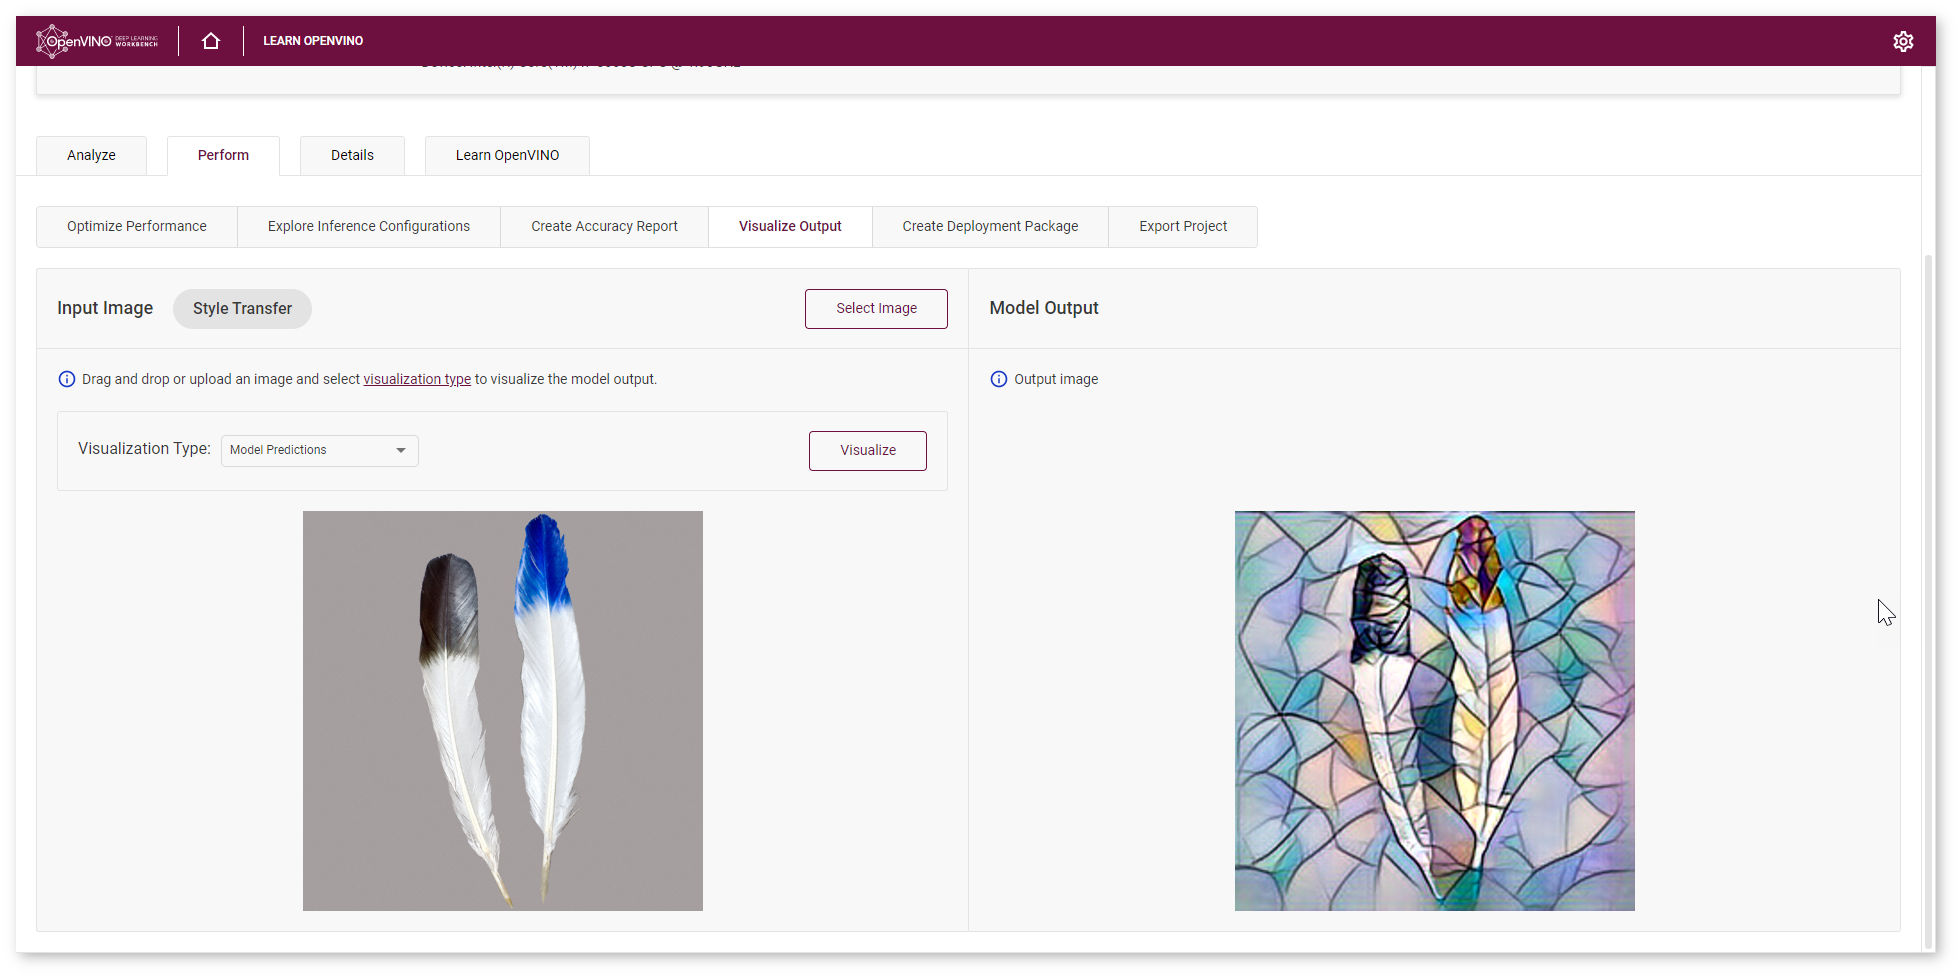 OpenVINO DEEP LEARNING WORKBENCH
LEARN OPENVINO
Analyze
Perform
Details
Learn OpenVINO
Optimize Performance
Explore Inference Configurations
Create Accuracy Report
Visualize Output
Create Deployment Package
Export Project
Input Image
Style Transfer
Select Image
Model Output
Drag and drop or upload an image and select visualization type to visualize the model output.
Output image
Visualization Type:
Model Predictions
Visualize